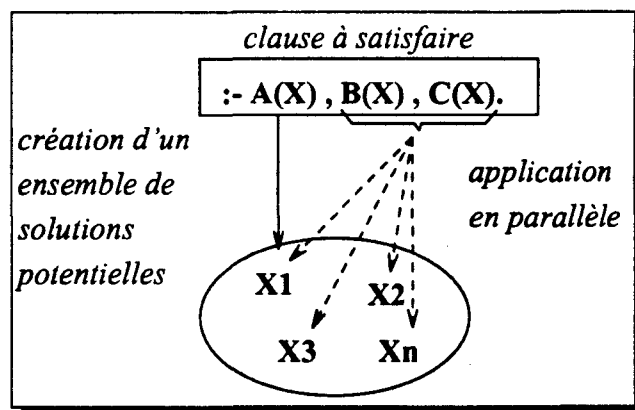 clause à satisfaire
:- A(X) , B(X) , C(X).
création d'un
ensemble de
solutions
potentielles
application
en parallèle
X1
X2
X3
Xn